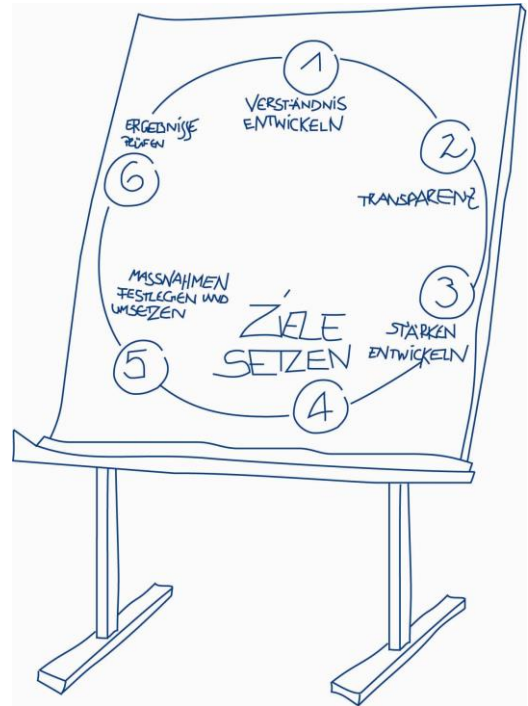 1
VERSTÄNDNIS
ENTWICKELN
2
TRANSPARENZ
3
STÄRKEN
ENTWICKELN
4
ZIELE
SETZEN
5
MASSNAHMEN
FESTLEGEN UND
UMSETZEN
6
ERGEBNISSE
PRÜFEN